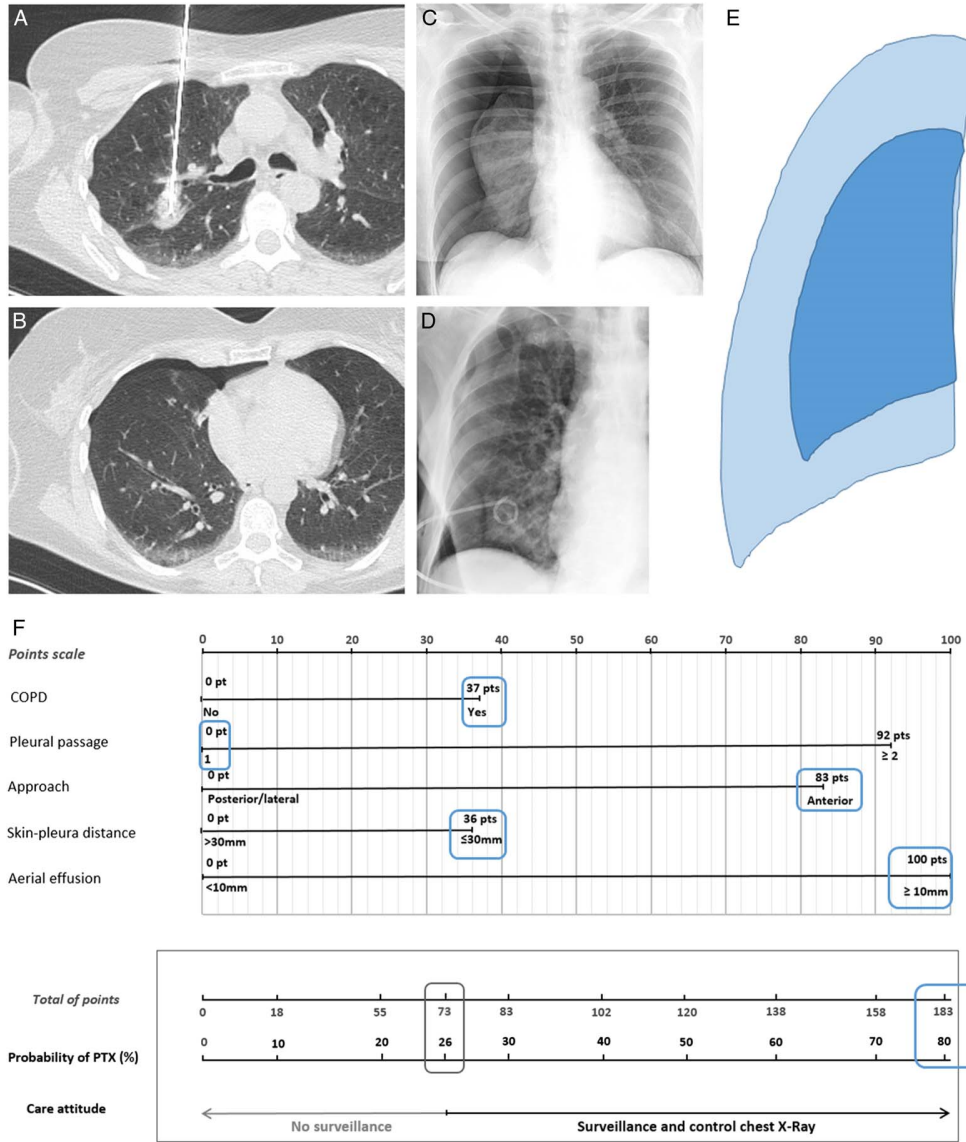 A
C
E
B
D
F
Points scale
0 10 20 30 40 50 60 70 80 90 100
COPD
0 pt 37 pts
No Yes
Pleural passage
0 pt 92 pts
1 ≥ 2
Approach
0 pt 83 pts
Posterior/lateral Anterior
Skin-pleura distance
0 pt 36 pts
>30mm ≤30mm
Aerial effusion
0 pt 100 pts
<10mm ≥ 10mm
Total of points
0 18 55 73 83 102 120 138 158 183
Probability of PTX (%)
0 10 20 26 30 40 50 60 70 80
Care attitude
No surveillance Surveillance and control chest X-Ray